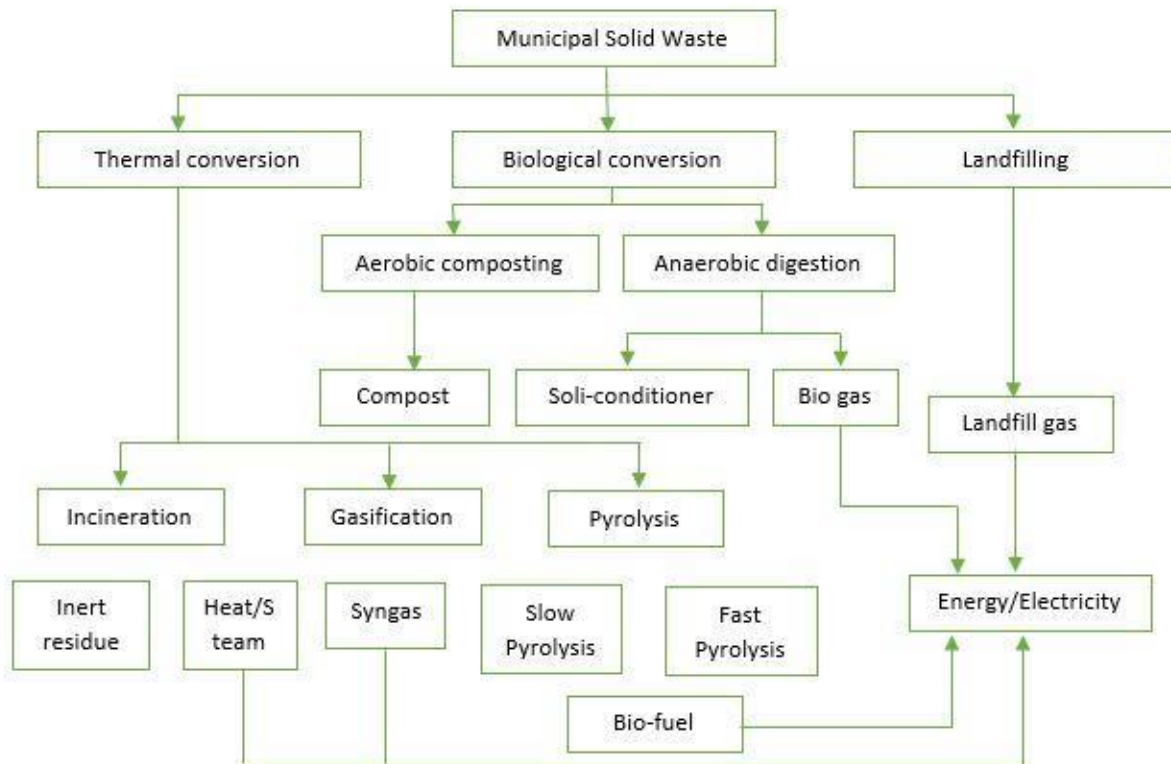 Municipal Solid Waste
Thermal conversion
Biological conversion
Landfilling
Aerobic composting
Anaerobic digestion
Compost
Soli-conditioner
Bio gas
Landfill gas
Incineration
Gasification
Pyrolysis
Inert
residue
Heat/S
team
Syngas
Slow
Pyrolysis
Fast
Pyrolysis
Energy/Electricity
Bio-fuel